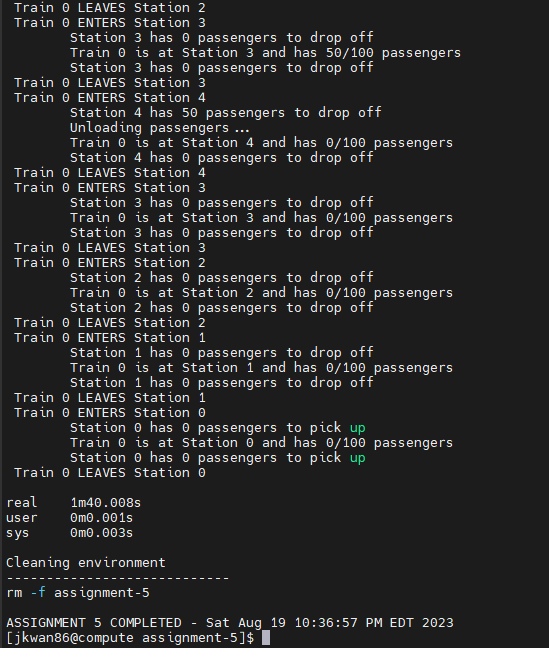 Train 0 LEAVES Station 2
Train 0 ENTERS Station 3
Station 3 has 0 passengers to drop off
Train 0 is at Station 3 and has 50/100 passengers
Station 3 has 0 passengers to drop off
Train 0 LEAVES Station 3
Train 0 ENTERS Station 4
Station 4 has 50 passengers to drop off
Unloading passengers...
Train 0 is at Station 4 and has 0/100 passengers
Station 4 has 0 passengers to drop off
Train 0 LEAVES Station 4
Train 0 ENTERS Station 3
Station 3 has 0 passengers to drop off
Train 0 is at Station 3 and has 0/100 passengers
Station 3 has 0 passengers to drop off
Train 0 LEAVES Station 3
Train 0 ENTERS Station 2
Station 2 has 0 passengers to drop off
Train 0 is at Station 2 and has 0/100 passengers
Station 2 has 0 passengers to drop off
Train 0 LEAVES Station 2
Train 0 ENTERS Station 1
Station 1 has 0 passengers to drop off
Train 0 is at Station 1 and has 0/100 passengers
Station 1 has 0 passengers to drop off
Train 0 LEAVES Station 1
Train 0 ENTERS Station 0
Station 0 has 0 passengers to pick up
Train 0 is at Station 0 and has 0/100 passengers
Station 0 has 0 passengers to pick up
Train 0 LEAVES Station 0
real 1m40.008s
user 0m0.001s
sys 0m0.003s
Cleaning environment
----------------------------
rm -f assignment-5
ASSIGNMENT 5 COMPLETED - Sat Aug 19 10:36:57 PM EDT 2023
[jkwan86@compute assignment-5]$